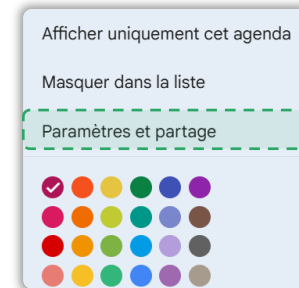 Afficher uniquement cet agenda
Masquer dans la liste
Paramètres et partage